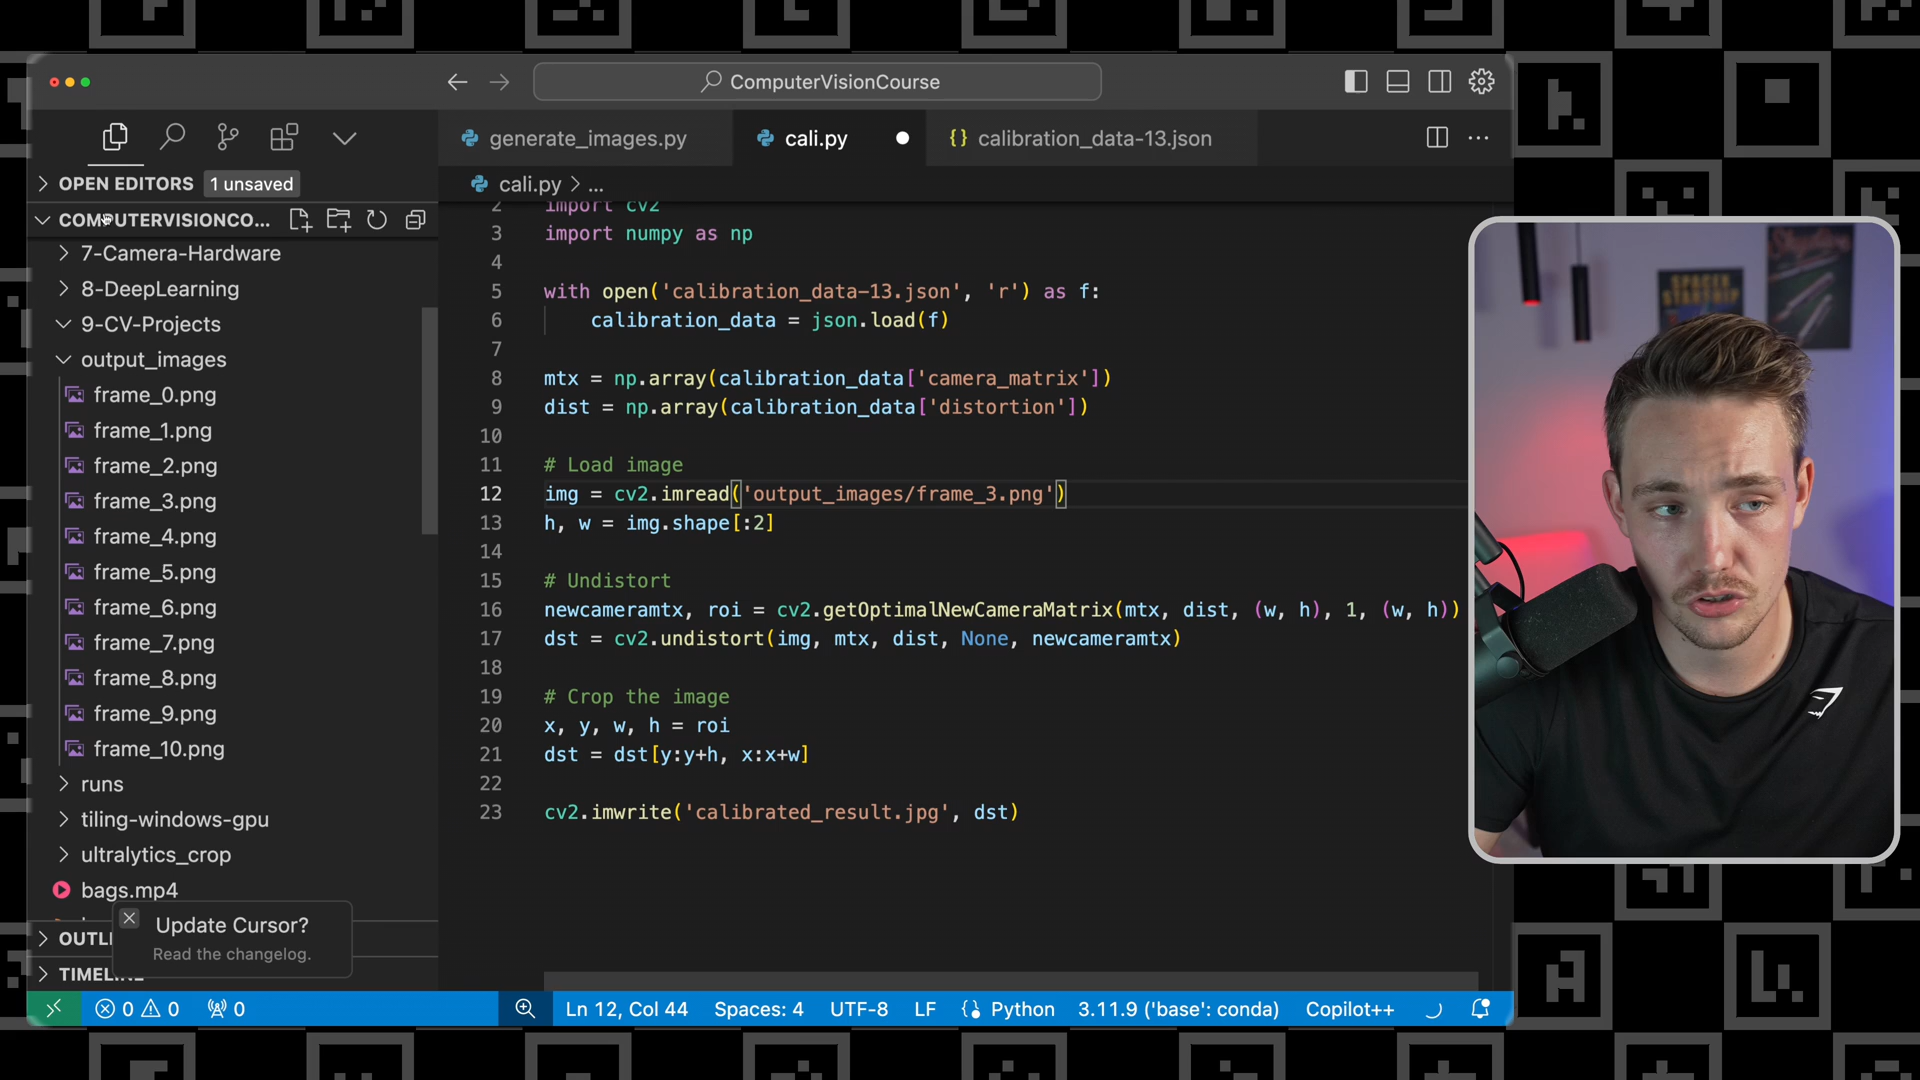 ComputerVisionCourse
generate_images.py
cali.py
{} calibration_data-13.json
OPEN EDITORS
1 unsaved
cali.py > ...
COMPUTERVISIONCO...
7-Camera-Hardware
8-DeepLearning
9-CV-Projects
output_images
frame_0.png
frame_1.png
frame_2.png
frame_3.png
frame_4.png
frame_5.png
frame_6.png
frame_7.png
frame_8.png
frame_9.png
frame_10.png
runs
tiling-windows-gpu
ultralytics_crop
bags.mp4
OUTLI
TIMELINE
Update Cursor?
Read the changelog.
2 import cv2
3 import numpy as np
4
5 with open('calibration_data-13.json', 'r') as f:
6 calibration_data = json.load(f)
7
8 mtx = np.array(calibration_data['camera_matrix'])
9 dist = np.array(calibration_data['distortion'])
10
11 # Load image
12 img = cv2.imread('output_images/frame_3.png')
13 h, w = img.shape[:2]
14
15 # Undistort
16 newcameramtx, roi = cv2.getOptimalNewCameraMatrix(mtx, dist, (w, h), 1, (w, h))
17 dst = cv2.undistort(img, mtx, dist, None, newcameramtx)
18
19 # Crop the image
20 x, y, w, h = roi
21 dst = dst[y:y+h, x:x+w]
22
23 cv2.imwrite('calibrated_result.jpg', dst)
SPACEX
STARSHIP
0 0 0
Ln 12, Col 44
Spaces: 4
UTF-8
LF
Python
3.11.9 ('base': conda)
Copilot++